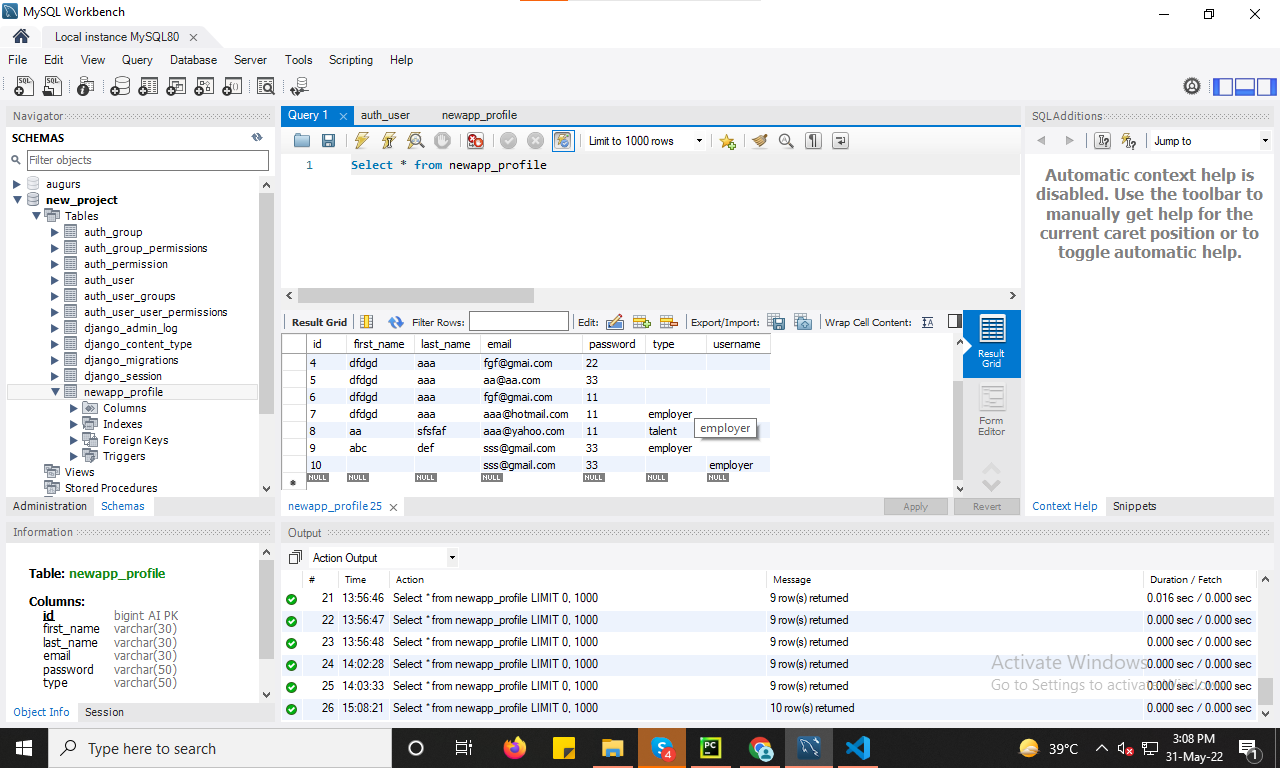 MySQL Workbench
Local instance MySQL80
File Edit View Query Database Server Tools Scripting Help
Navigator
SCHEMAS
Filter objects
augurs
new_project
Tables
auth_group
auth_group_permissions
auth_permission
auth_user
auth_user_groups
auth_user_user_permissions
django_admin_log
django_content_type
django_migrations
django_session
newapp_profile
Columns
Indexes
Foreign Keys
Triggers
Views
Stored Procedures
Administration Schemas
Information
Table: newapp_profile
Columns:
id bigint AI PK
first_name varchar(30)
last_name varchar(30)
email varchar(30)
password varchar(50)
type varchar(50)
Object Info Session
Query 1 auth_user newapp_profile
Limit to 1000 rows
1 Select * from newapp_profile
Result Grid Filter Rows: Edit: Export/Import: Wrap Cell Content:
id first_name last_name email password type username
4 dfdgd aaa fgf@gmai.com 22
5 dfdgd aaa aa@aa.com 33
6 dfdgd aaa fgf@gmai.com 11
7 dfdgd aaa aaa@hotmail.com 11 employer
8 aa sfsfaf aaa@yahoo.com 11 talent
9 abc def sss@gmail.com 33 employer
10 sss@gmail.com 33 employer
NULL NULL NULL NULL NULL NULL NULL
employer
Result
Grid
Form
Editor
newapp_profile 25
Apply Revert
SQLAdditions
Jump to
Automatic context help is
disabled. Use the toolbar to
manually get help for the
current caret position or to
toggle automatic help.
Context Help Snippets
Output
Action Output
# Time Action Message Duration / Fetch
21 13:56:46 Select * from newapp_profile LIMIT 0, 1000 9 row(s) returned 0.016 sec / 0.000 sec
22 13:56:47 Select * from newapp_profile LIMIT 0, 1000 9 row(s) returned 0.000 sec / 0.000 sec
23 13:56:48 Select * from newapp_profile LIMIT 0, 1000 9 row(s) returned 0.000 sec / 0.000 sec
24 14:02:28 Select * from newapp_profile LIMIT 0, 1000 9 row(s) returned 0.000 sec / 0.000 sec
25 14:03:33 Select * from newapp_profile LIMIT 0, 1000 9 row(s) returned 0.000 sec / 0.000 sec
26 15:08:21 Select * from newapp_profile LIMIT 0, 1000 10 row(s) returned 0.000 sec / 0.000 sec
Activate Windows
Go to Settings to activate Windows.
Type here to search
4
PC
39°C
3:08 PM
31-May-22
1